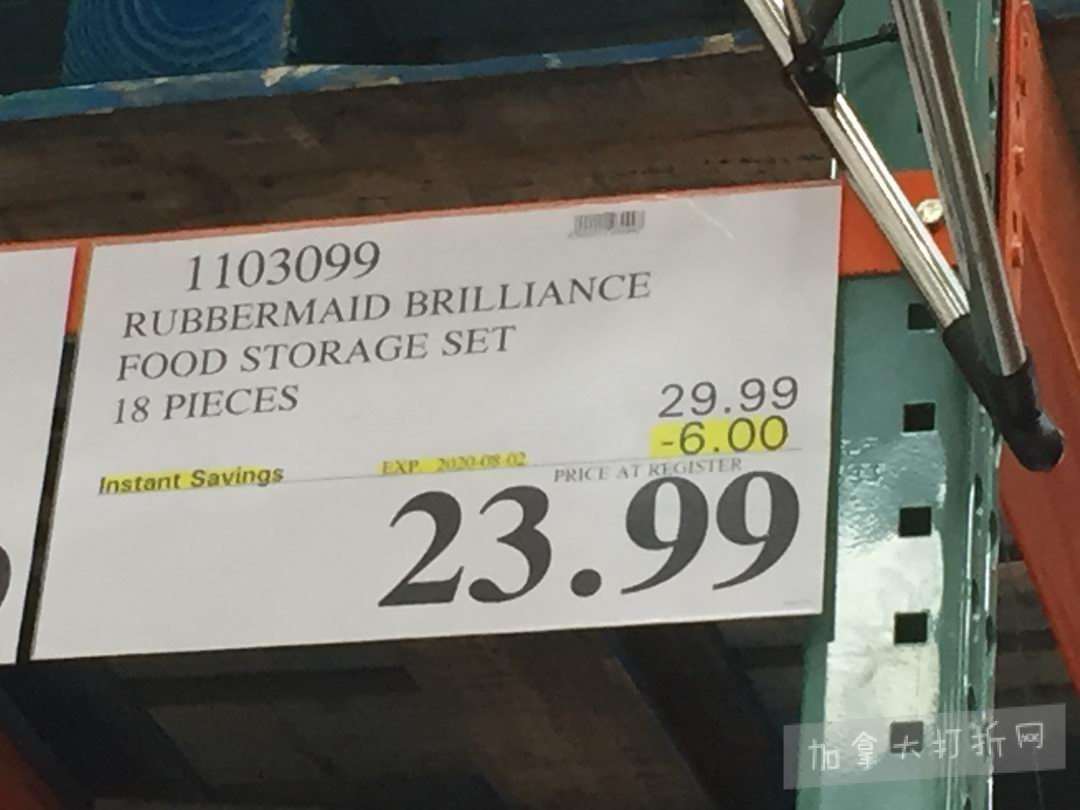 1103099
RUBBERMAID BRILLIANCE
FOOD STORAGE SET
18 PIECES
29.99
-6.00
Instant Savings EXP. 2020-08-02 PRICE AT REGISTER
23.99
加拿大打折网